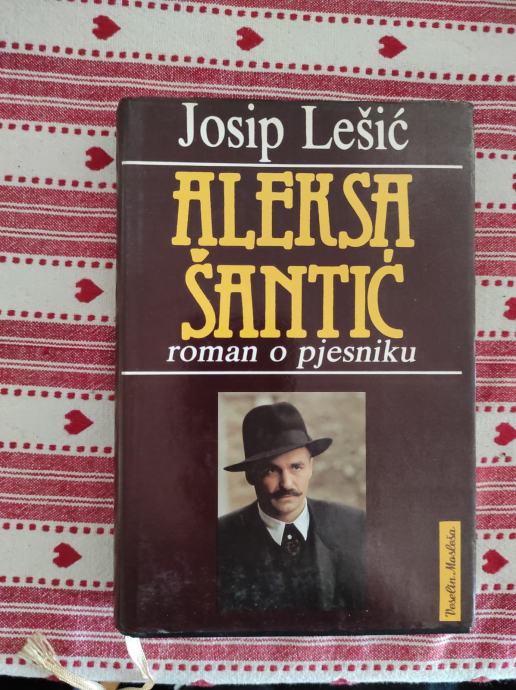 Josip Lešić
ALEKSA
ŠANTIĆ
roman o pjesniku
Veselin Masleša